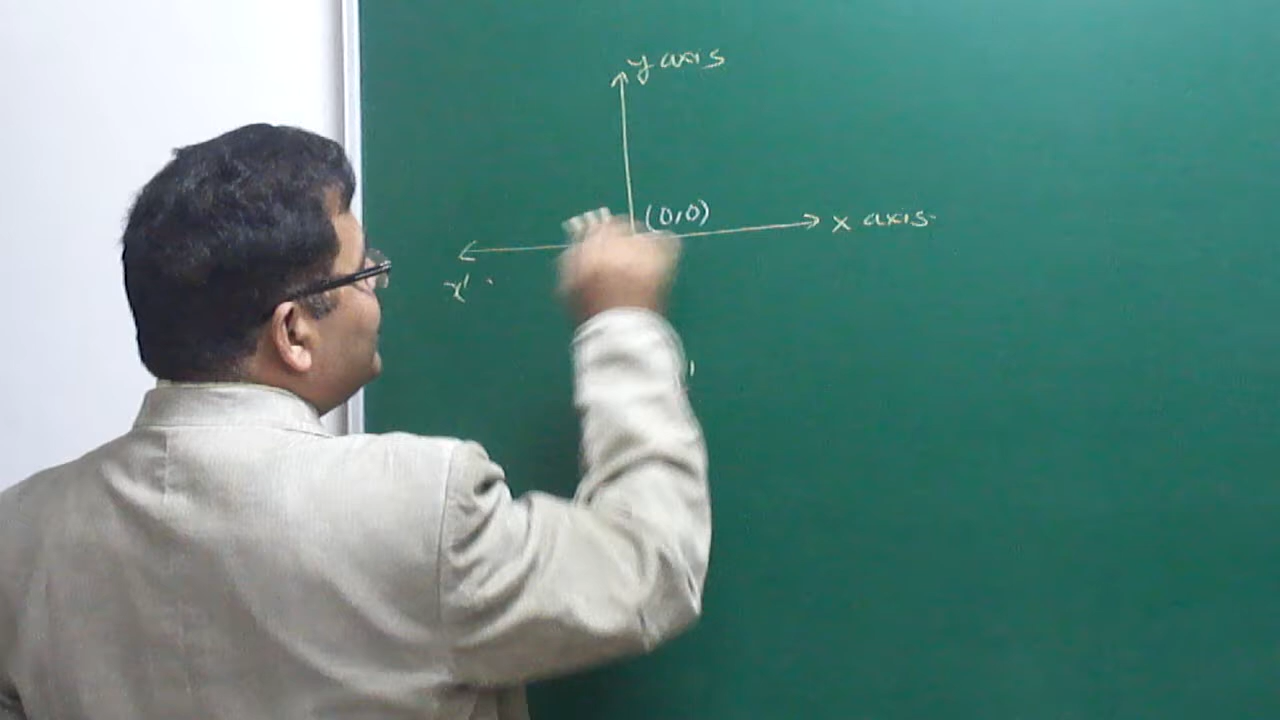 y axis
(0,0)
x axis
x'